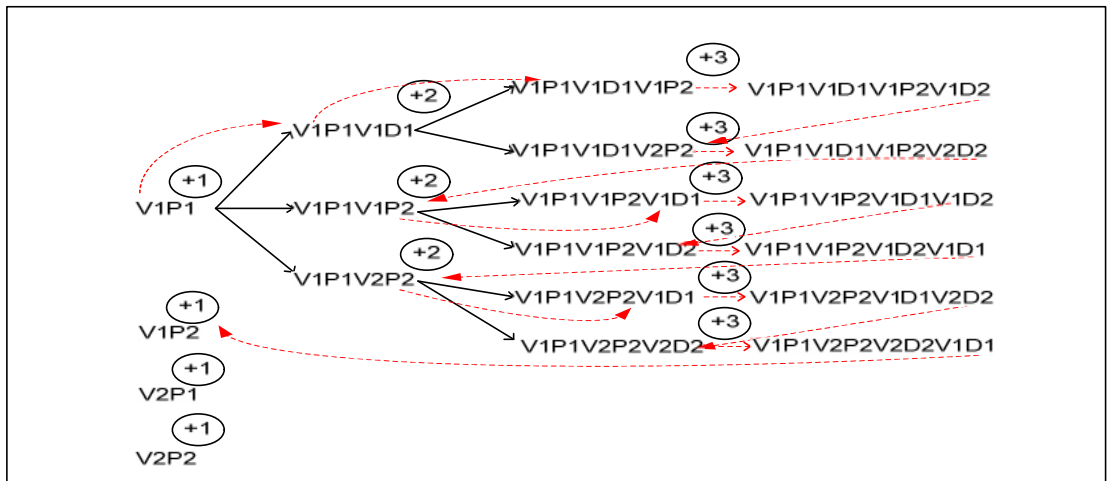 +3
+2
V1P1V1D1V1P2
V1P1V1D1V1P2V1D2
V1P1V1D1
+3
V1P1V1D1V2P2
V1P1V1D1V1P2V2D2
+1
+2
+3
V1P1
V1P1V1P2
V1P1V1P2V1D1
V1P1V1P2V1D1V1D2
+3
V1P1V1P2V1D2
V1P1V1P2V1D2V1D1
+2
V1P1V2P2
+3
V1P1V2P2V1D1
V1P1V2P2V1D1V2D2
+1
+3
V1P2
V1P1V2P2V2D2
V1P1V2P2V2D2V1D1
+1
V2P1
+1
V2P2